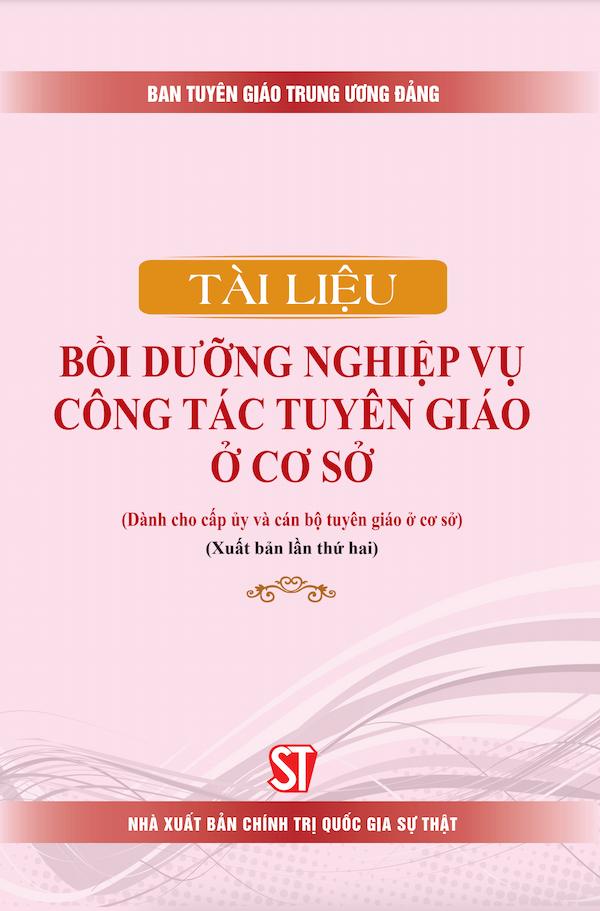 BAN TUYÊN GIÁO TRUNG ƯƠNG ĐẢNG
TÀI LIỆU
BỒI DƯỠNG NGHIỆP VỤ
CÔNG TÁC TUYÊN GIÁO
Ở CƠ SỞ
(Dành cho cấp ủy và cán bộ tuyên giáo ở cơ sở)
(Xuất bản lần thứ hai)
ST
NHÀ XUẤT BẢN CHÍNH TRỊ QUỐC GIA SỰ THẬT